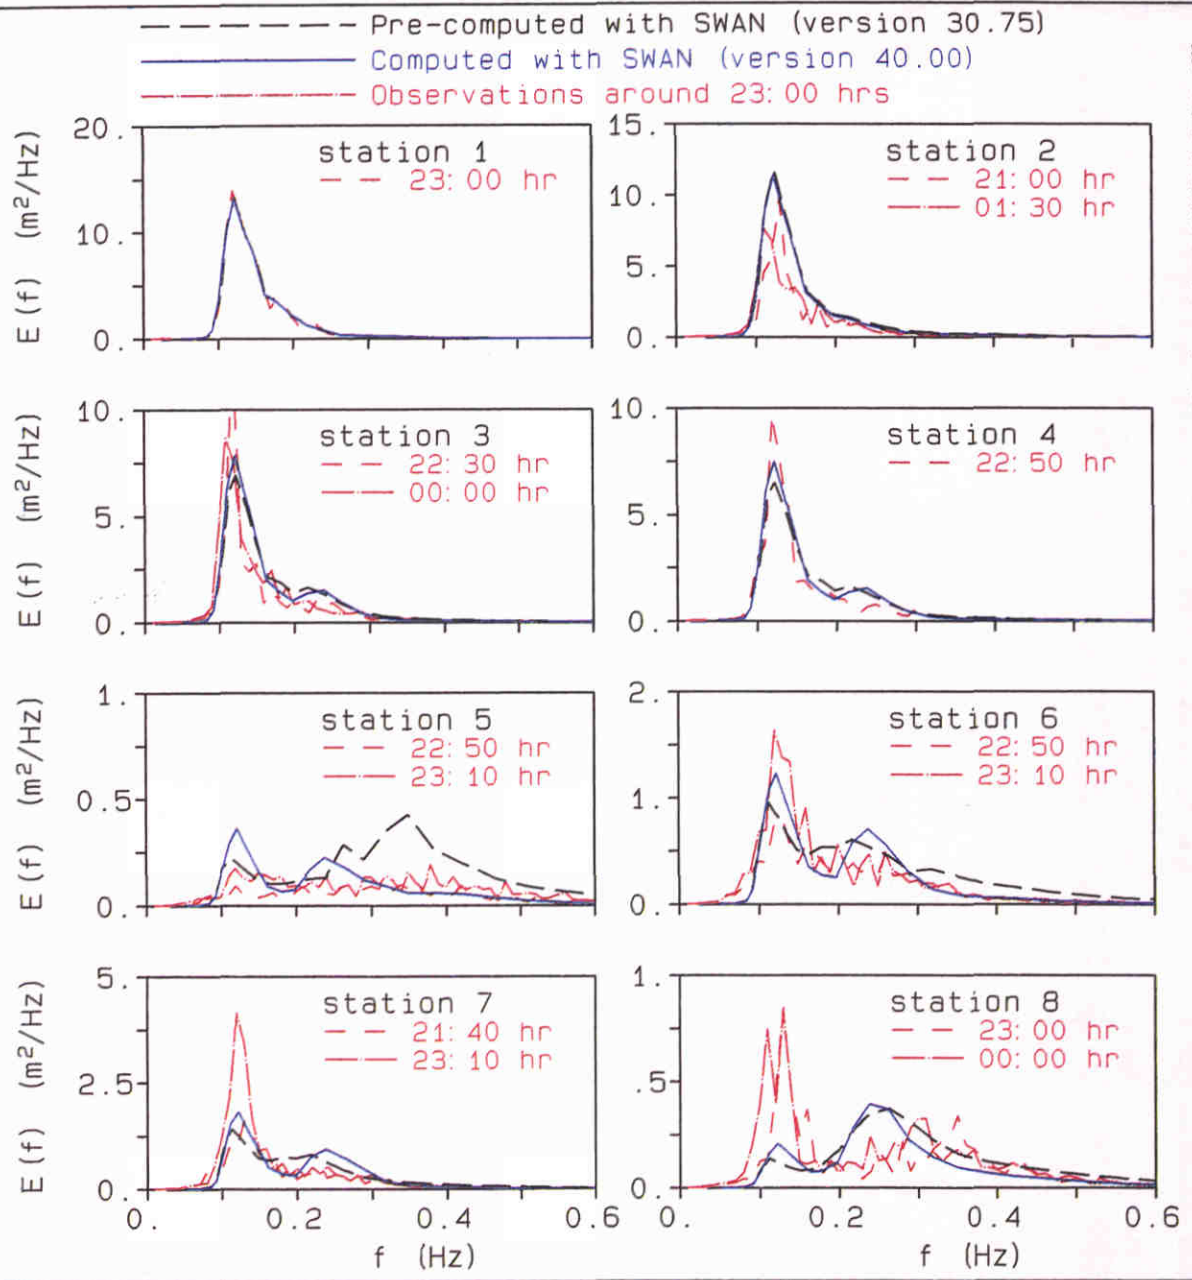 Pre-computed with SWAN (version 30.75)
Computed with SWAN (version 40.00)
Observations around 23:00 hrs
E(f) (m²/Hz)
20.
10.
0.
station 1
23:00 hr
15.
10.
5.
0.
station 2
21:00 hr
01:30 hr
E(f) (m²/Hz)
10.
5.
0.
station 3
22:30 hr
00:00 hr
10.
5.
0.
station 4
22:50 hr
E(f) (m²/Hz)
1.
0.5
0.
station 5
22:50 hr
23:10 hr
2.
1.
0.
station 6
22:50 hr
23:10 hr
E(f) (m²/Hz)
5.
2.5
0.
station 7
21:40 hr
23:10 hr
1.
.5
0.
station 8
23:00 hr
00:00 hr
0. 0.2 0.4 0.6
f (Hz)
0. 0.2 0.4 0.6
f (Hz)